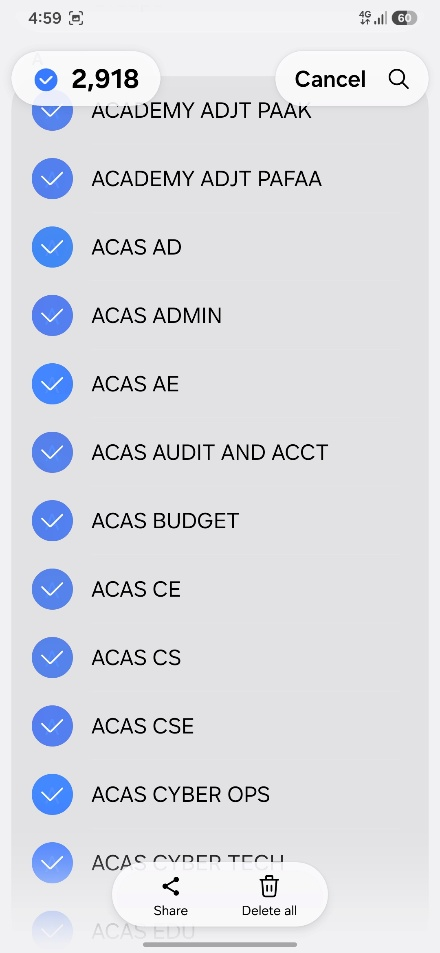 4:59
4G
60
2,918
Cancel
ACADEMY ADJT PAAK
ACADEMY ADJT PAFAA
ACAS AD
ACAS ADMIN
ACAS AE
ACAS AUDIT AND ACCT
ACAS BUDGET
ACAS CE
ACAS CS
ACAS CSE
ACAS CYBER OPS
ACAS CYBER TECH
ACAS EDU
Share
Delete all